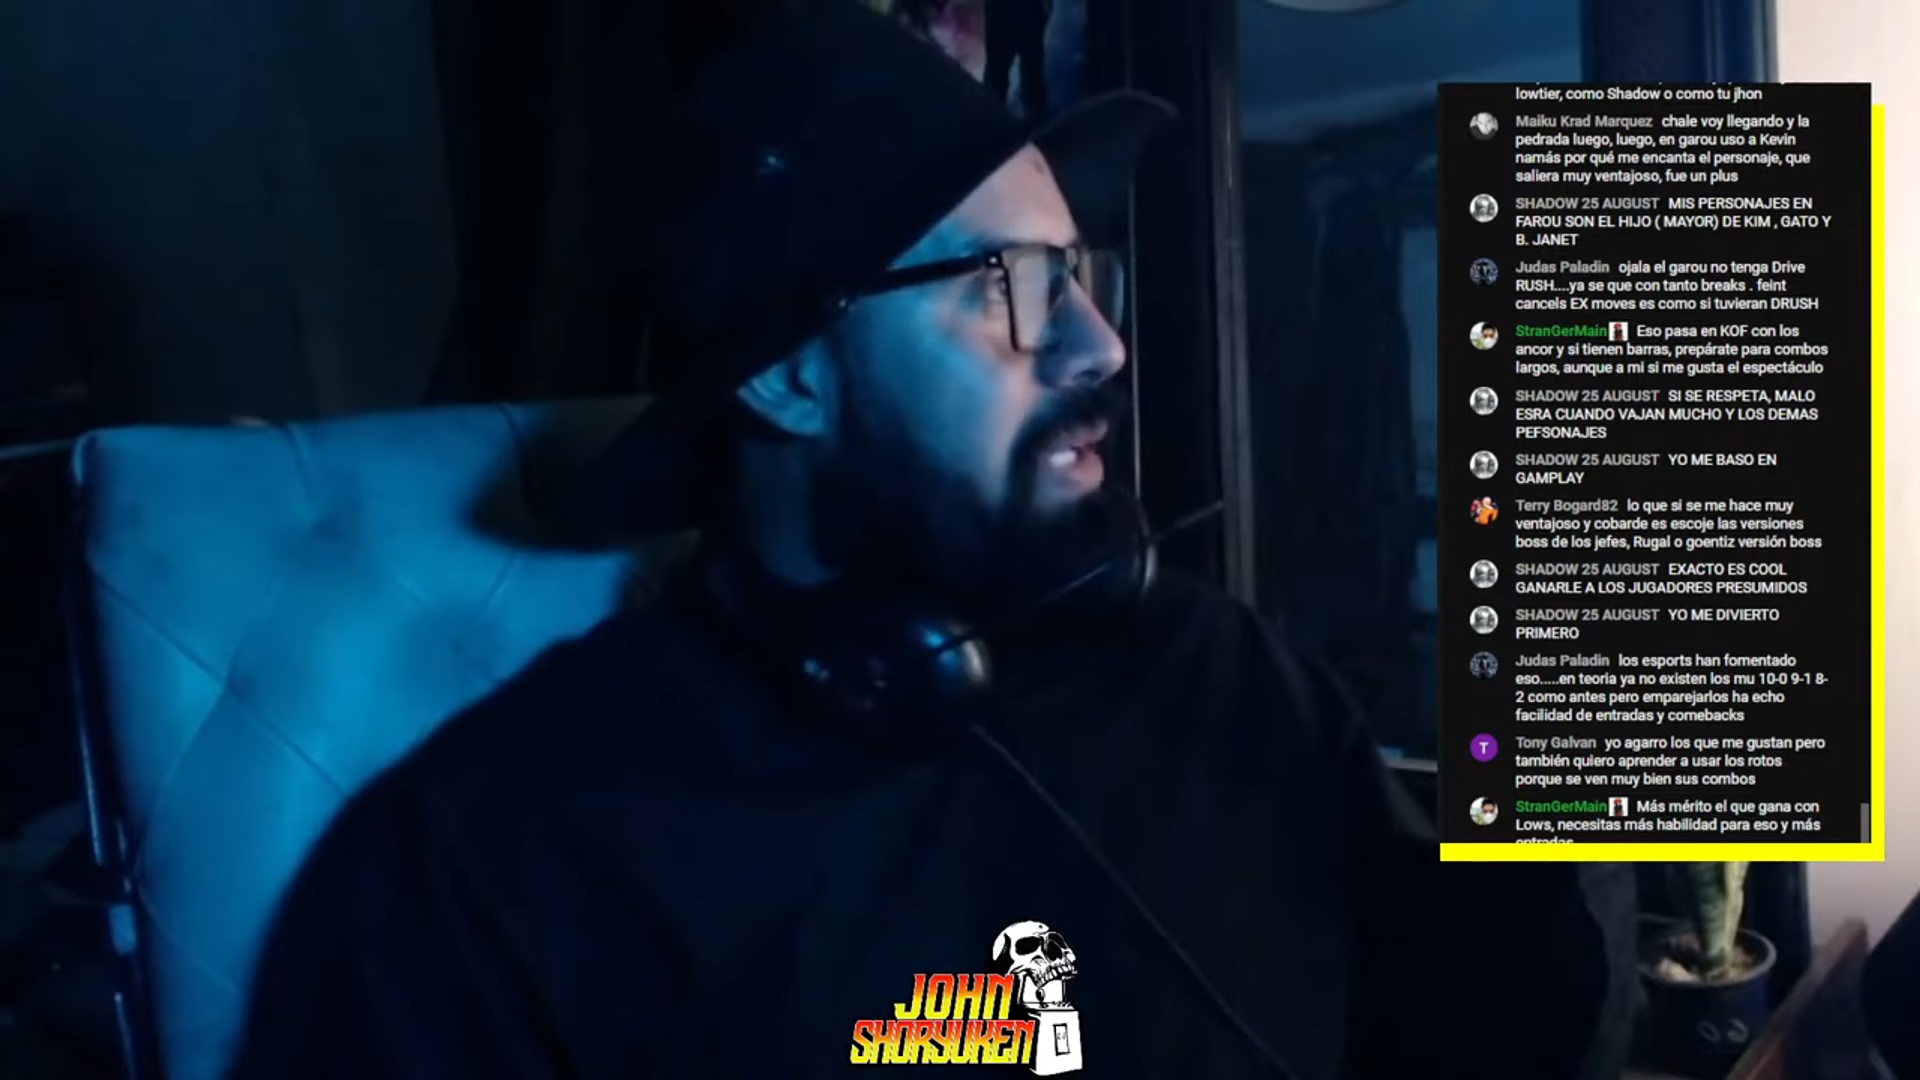 lowtier, como Shadow o como tu jhon
Maiku Krad Marquez chale voy llegando y la
pedrada luego, luego, en garou uso a Kevin
namás por qué me encanta el personaje, que
saliera muy ventajoso, fue un plus
SHADOW 25 AUGUST MIS PERSONAJES EN
FAROU SON EL HIJO ( MAYOR) DE KIM , GATO Y
B. JANET
Judas Paladin ojala el garou no tenga Drive
RUSH....ya se que con tanto breaks . feint
cancels EX moves es como si tuvieran DRUSH
StranGerMain Eso pasa en KOF con los
ancor y si tienen barras, prepárate para combos
largos, aunque a mi si me gusta el espectáculo
SHADOW 25 AUGUST SI SE RESPETA, MALO
ESRA CUANDO VAJAN MUCHO Y LOS DEMAS
PEFSONAJES
SHADOW 25 AUGUST YO ME BASO EN
GAMPLAY
Terry Bogard82 lo que si se me hace muy
ventajoso y cobarde es escoje las versiones
boss de los jefes, Rugal o goentiz versión boss
SHADOW 25 AUGUST EXACTO ES COOL
GANARLE A LOS JUGADORES PRESUMIDOS
SHADOW 25 AUGUST YO ME DIVIERTO
PRIMERO
Judas Paladin los esports han fomentado
eso.....en teoria ya no existen los mu 10-0 9-1 8-
2 como antes pero emparejarlos ha echo
facilidad de entradas y comebacks
T Tony Galvan yo agarro los que me gustan pero
también quiero aprender a usar los rotos
porque se ven muy bien sus combos
StranGerMain Más mérito el que gana con
Lows, necesitas más habilidad para eso y más
entradas
JOHN
SHORYUKEN